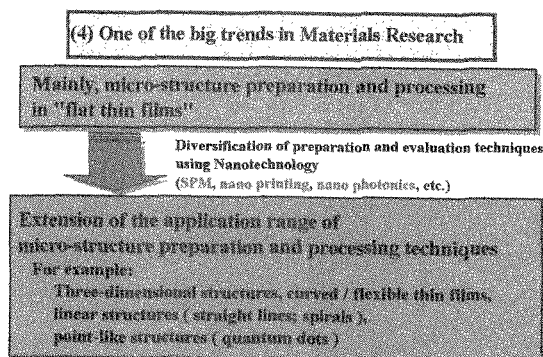 (4) One of the big trends in Materials Research
Mainly, micro-structure preparation and processing
in "flat thin films"
Diversification of preparation and evaluation techniques
using Nanotechnology
(SPM, nano printing, nano photonics, etc.)
Extension of the application range of
micro-structure preparation and processing techniques
For example:
Three-dimensional structures, curved / flexible thin films,
linear structures ( straight lines; spirals ),
point-like structures ( quantum dots )